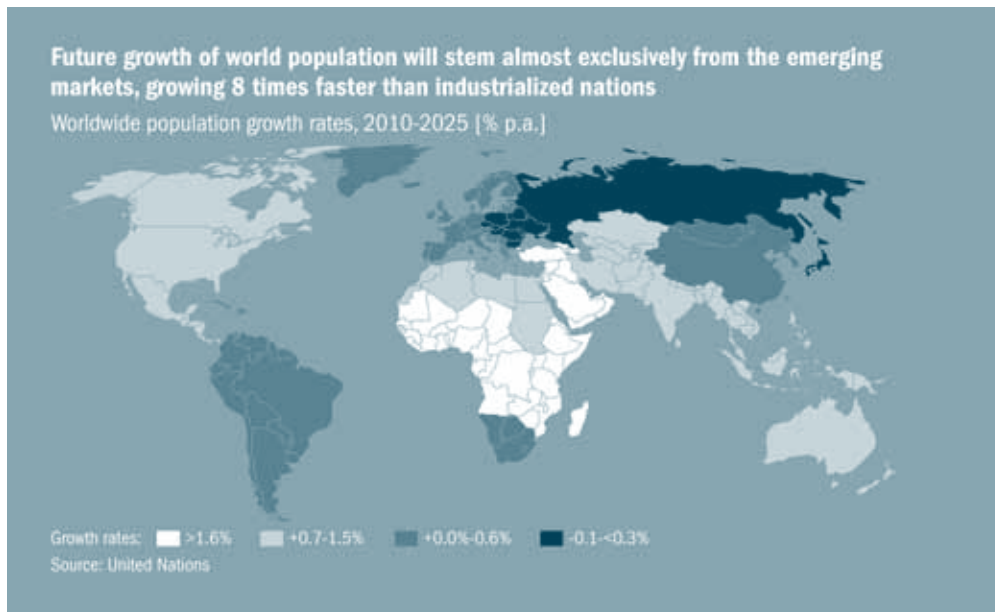 Future growth of world population will stem almost exclusively from the emerging
markets, growing 8 times faster than industrialized nations
Worldwide population growth rates, 2010-2025 [% p.a.]
Growth rates: >1.6% +0.7-1.5% +0.0%-0.6% -0.1-<0.3%
Source: United Nations